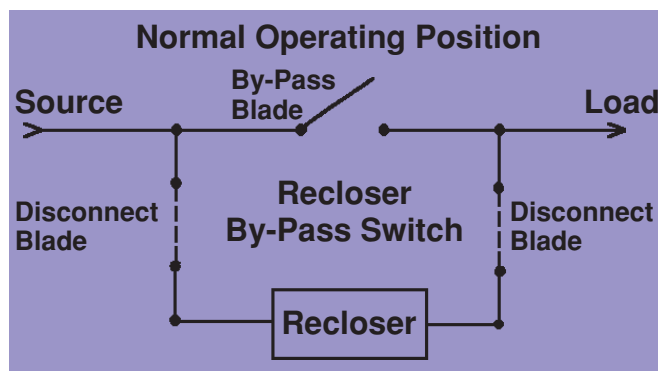 Normal Operating Position
By-Pass
Blade
Source
Load
Disconnect
Blade
Recloser
By-Pass Switch
Disconnect
Blade
Recloser